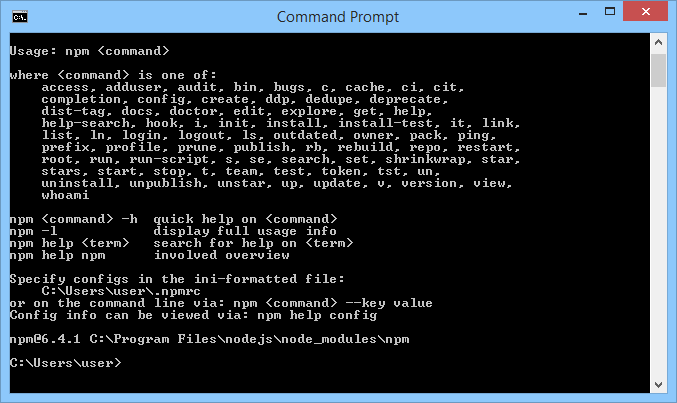 Command Prompt
Usage: npm <command>
where <command> is one of:
    access, adduser, audit, bin, bugs, c, cache, ci, cit,
    completion, config, create, ddp, dedupe, deprecate,
    dist-tag, docs, doctor, edit, explore, get, help,
    help-search, hook, i, init, install, install-test, it, link,
    list, ln, login, logout, ls, outdated, owner, pack, ping,
    prefix, profile, prune, publish, rb, rebuild, repo, restart,
    root, run, run-script, s, se, search, set, shrinkwrap, star,
    stars, start, stop, t, team, test, token, tst, un,
    uninstall, unpublish, unstar, up, update, v, version, view,
    whoami
npm <command> -h  quick help on <command>
npm -l            display full usage info
npm help <term>   search for help on <term>
npm help npm      involved overview
Specify configs in the ini-formatted file:
    C:\Users\user\.npmrc
or on the command line via: npm <command> --key value
Config info can be viewed via: npm help config
npm@6.4.1 C:\Program Files\nodejs\node_modules\npm
C:\Users\user>